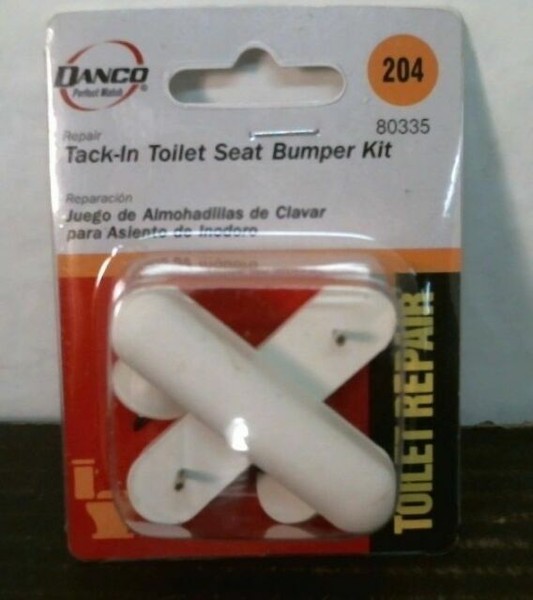 DANCO
Perfect Match
®
204
80335
Repair
Tack-In Toilet Seat Bumper Kit
Reparación
Juego de Almohadillas de Clavar
para Asiento de Inodoro
TOILET REPAIR